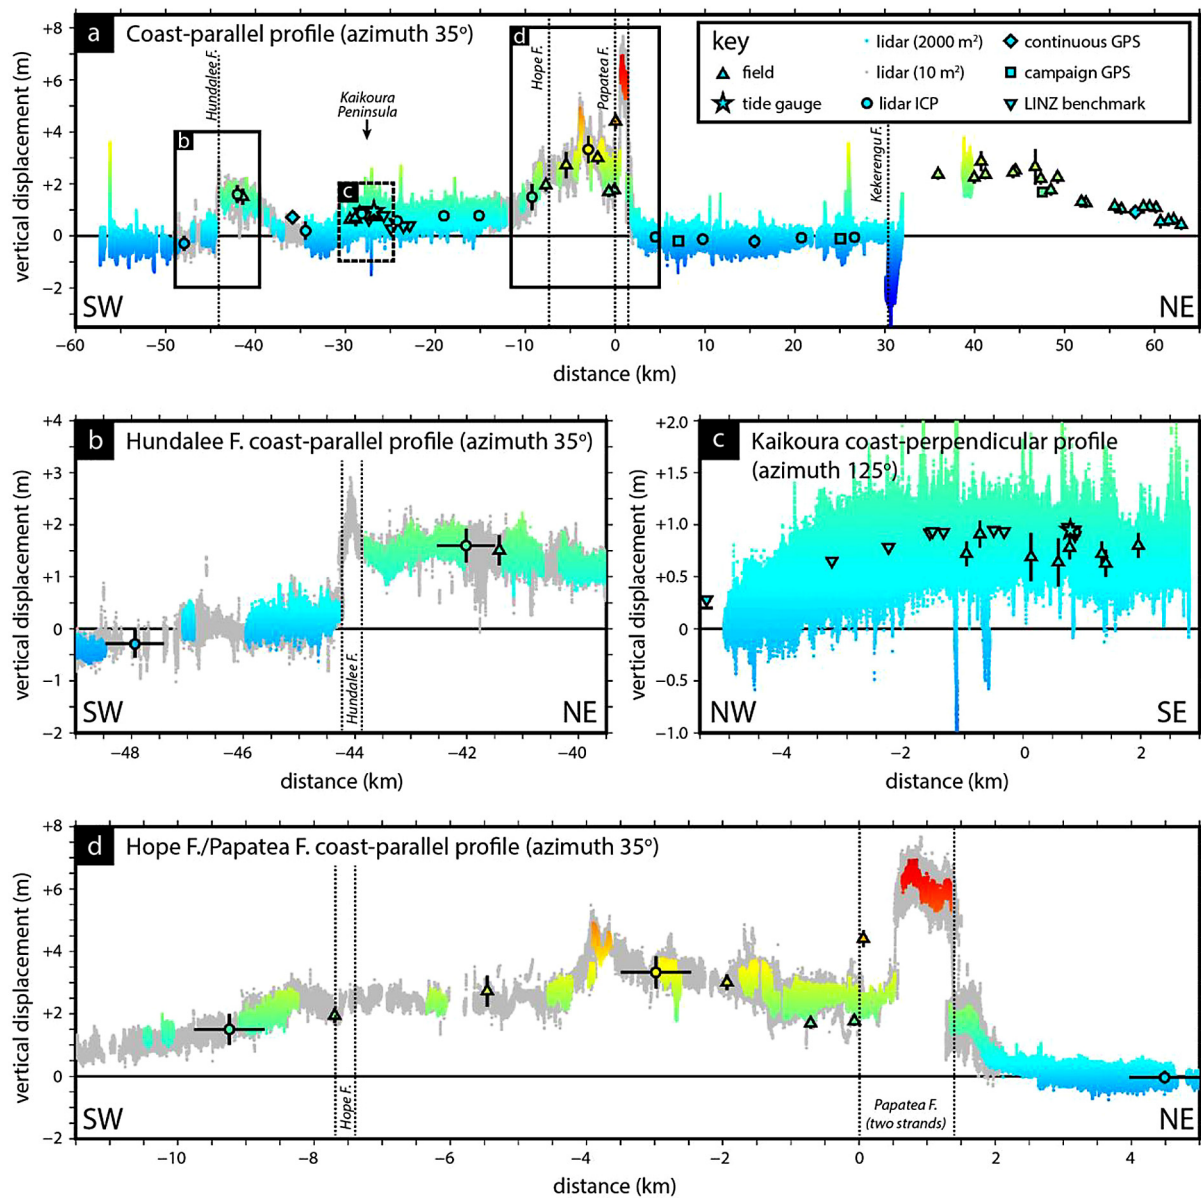 a Coast-parallel profile (azimuth 35°)
vertical displacement (m)
+8
+6
+4
+2
0
−2
Hundalee F.
b
Kaikoura
Peninsula
c
d
Hope F.
Papatea F.
Kekerengu F.
key
field
tide gauge
lidar (2000 m²)
lidar (10 m²)
lidar ICP
continuous GPS
campaign GPS
LINZ benchmark
SW
NE
−60 −50 −40 −30 −20 −10 0 10 20 30 40 50 60
distance (km)
b Hundalee F. coast-parallel profile (azimuth 35°)
vertical displacement (m)
+4
+3
+2
+1
0
−1
−2
Hundalee F.
SW
NE
−48 −46 −44 −42 −40
distance (km)
c Kaikoura coast-perpendicular profile
(azimuth 125°)
vertical displacement (m)
+2.0
+1.5
+1.0
+0.5
0
−0.5
−1.0
NW
SE
−4 −2 0 2
distance (km)
d Hope F./Papatea F. coast-parallel profile (azimuth 35°)
vertical displacement (m)
+8
+6
+4
+2
0
−2
Hope F.
Papatea F.
(two strands)
SW
NE
−10 −8 −6 −4 −2 0 2 4
distance (km)